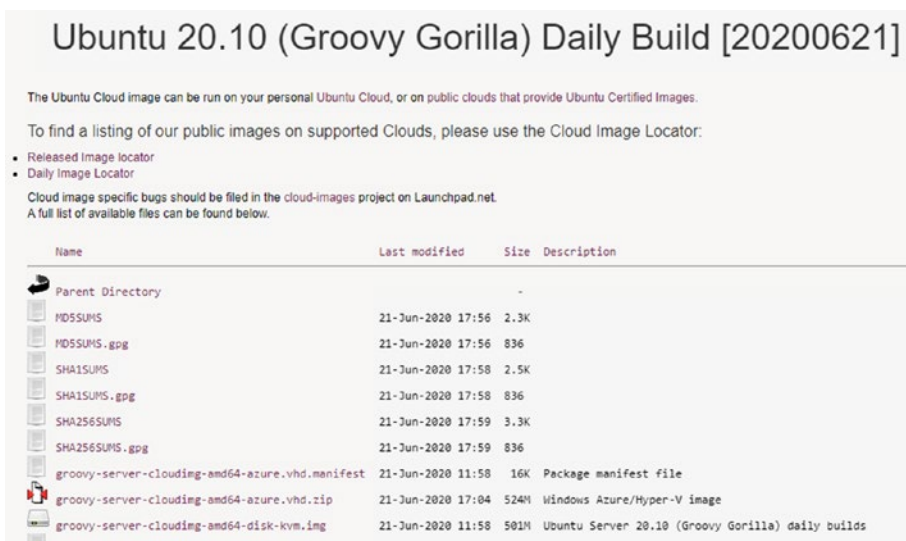 Ubuntu 20.10 (Groovy Gorilla) Daily Build [20200621]
The Ubuntu Cloud image can be run on your personal Ubuntu Cloud, or on public clouds that provide Ubuntu Certified Images.
To find a listing of our public images on supported Clouds, please use the Cloud Image Locator:
Released Image locator
Daily Image Locator
Cloud image specific bugs should be filed in the cloud-images project on Launchpad.net.
A full list of available files can be found below.
Name Last modified Size Description
Parent Directory -
MD5SUMS 21-Jun-2020 17:56 2.3K
MD5SUMS.gpg 21-Jun-2020 17:56 836
SHA1SUMS 21-Jun-2020 17:58 2.5K
SHA1SUMS.gpg 21-Jun-2020 17:58 836
SHA256SUMS 21-Jun-2020 17:59 3.3K
SHA256SUMS.gpg 21-Jun-2020 17:59 836
groovy-server-cloudimg-amd64-azure.vhd.manifest 21-Jun-2020 11:58 16K Package manifest file
groovy-server-cloudimg-amd64-azure.vhd.zip 21-Jun-2020 17:04 524M Windows Azure/Hyper-V image
groovy-server-cloudimg-amd64-disk-kvm.img 21-Jun-2020 11:58 501M Ubuntu Server 20.10 (Groovy Gorilla) daily builds